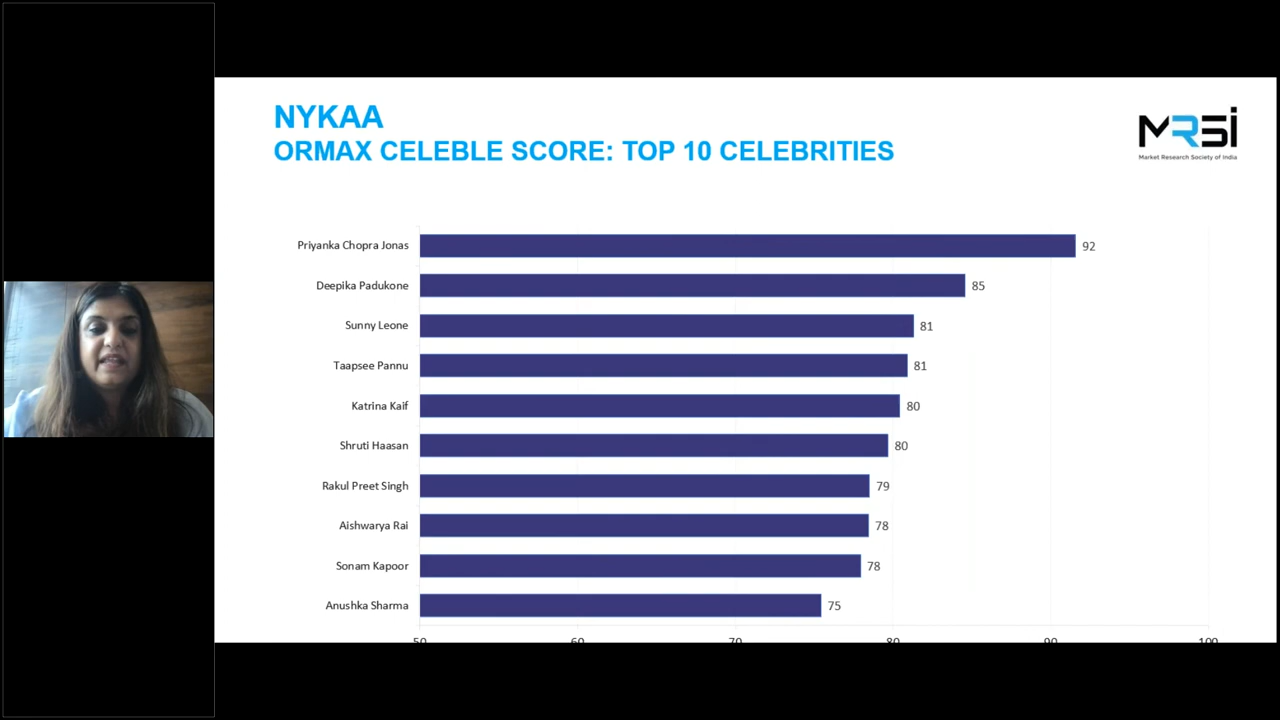 NYKAA
ORMAX CELEBLE SCORE: TOP 10 CELEBRITIES
MRSI
Market Research Society of India
Priyanka Chopra Jonas 92
Deepika Padukone 85
Sunny Leone 81
Taapsee Pannu 81
Katrina Kaif 80
Shruti Haasan 80
Rakul Preet Singh 79
Aishwarya Rai 78
Sonam Kapoor 78
Anushka Sharma 75
50 60 70 80 90 100